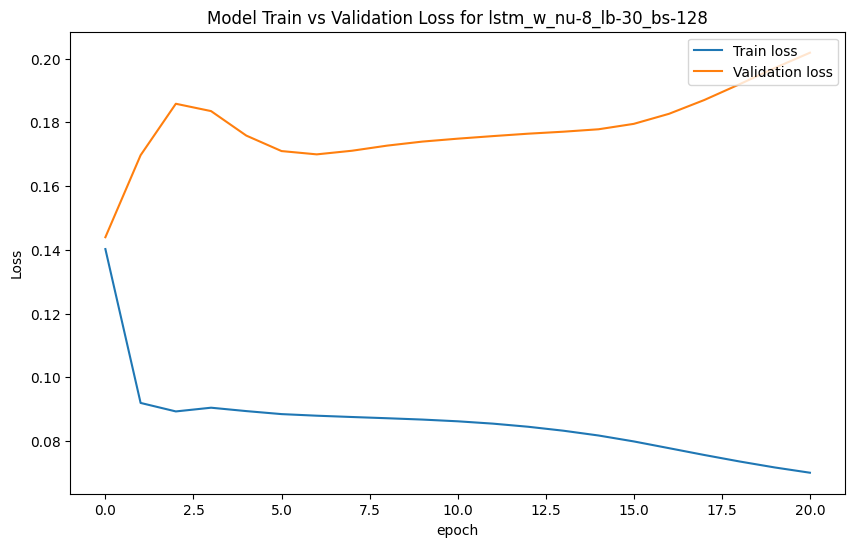 Model Train vs Validation Loss for lstm_w_nu-8_lb-30_bs-128
Train loss
Validation loss
Loss
0.20
0.18
0.16
0.14
0.12
0.10
0.08
0.0 2.5 5.0 7.5 10.0 12.5 15.0 17.5 20.0
epoch